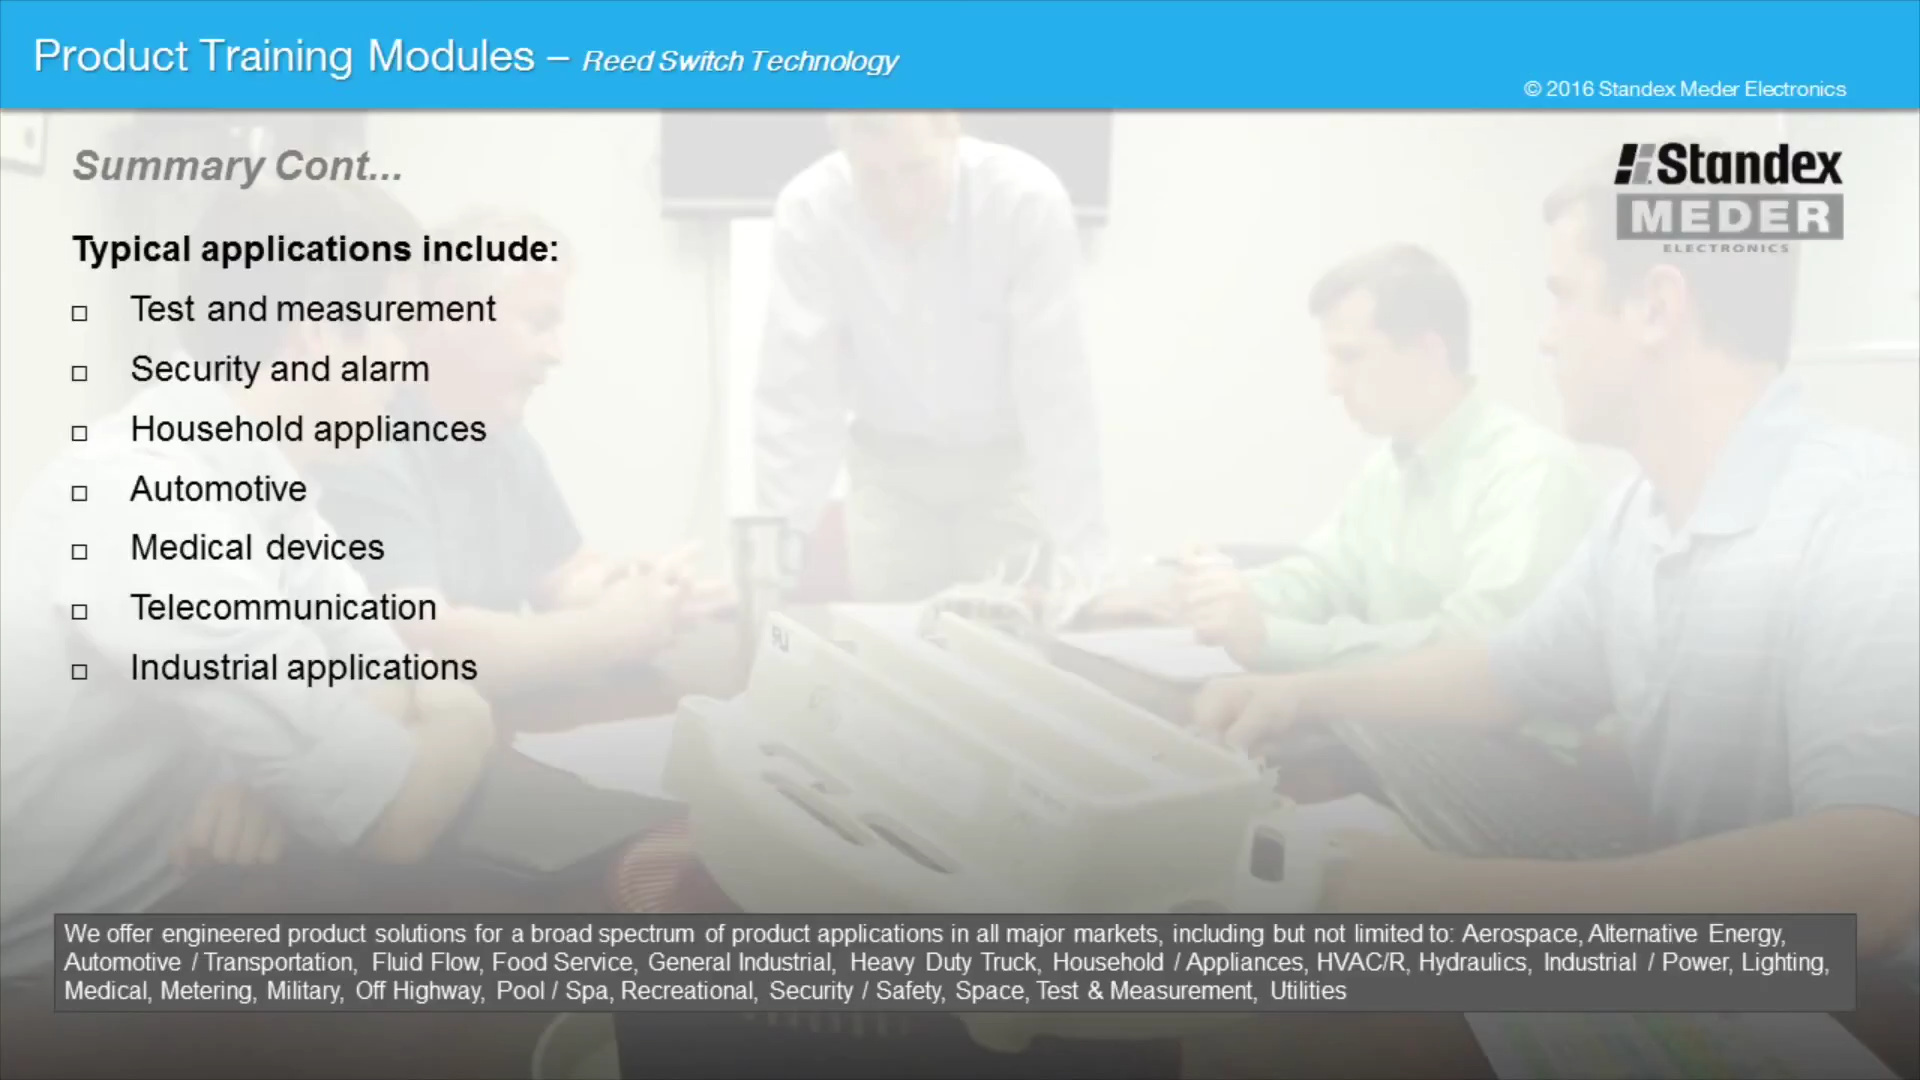 Product Training Modules – Reed Switch Technology
© 2016 Standex Meder Electronics
Summary Cont...
Standex
MEDER
ELECTRONICS
Typical applications include:
Test and measurement
Security and alarm
Household appliances
Automotive
Medical devices
Telecommunication
Industrial applications
We offer engineered product solutions for a broad spectrum of product applications in all major markets, including but not limited to: Aerospace, Alternative Energy,
Automotive / Transportation, Fluid Flow, Food Service, General Industrial, Heavy Duty Truck, Household / Appliances, HVAC/R, Hydraulics, Industrial / Power, Lighting,
Medical, Metering, Military, Off Highway, Pool / Spa, Recreational, Security / Safety, Space, Test & Measurement, Utilities